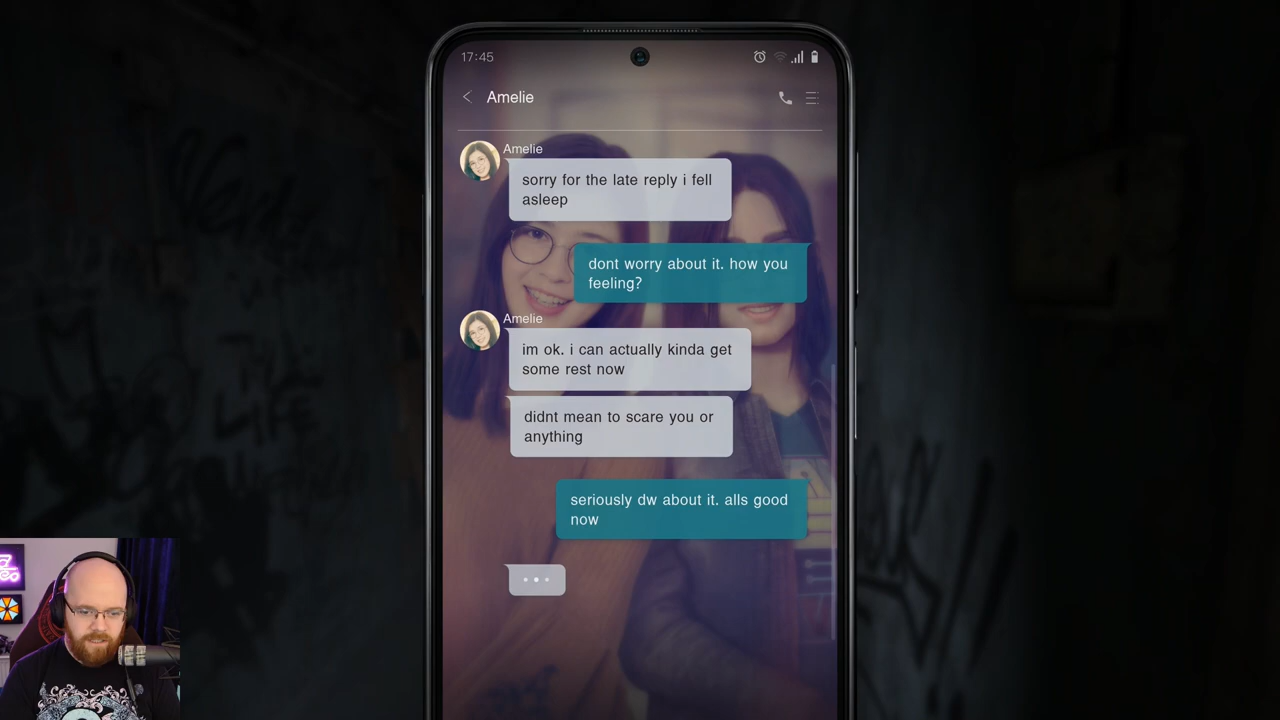 17:45
Amelie
Amelie
sorry for the late reply i fell
asleep
dont worry about it. how you
feeling?
Amelie
im ok. i can actually kinda get
some rest now
didnt mean to scare you or
anything
seriously dw about it. alls good
now